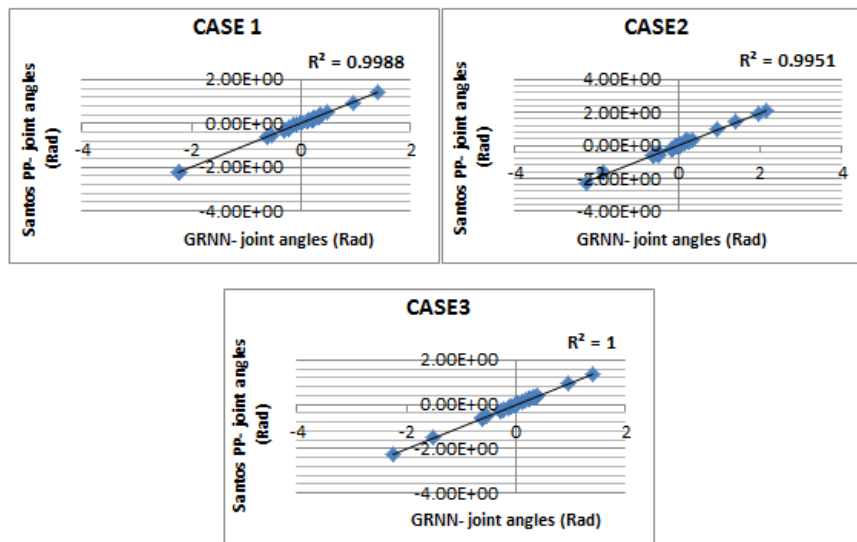 CASE 1
R² = 0.9988
Santos PP- joint angles
(Rad)
2.00E+00
0.00E+00
-2.00E+00
-4.00E+00
-4
-2
0
2
GRNN- joint angles (Rad)
CASE2
R² = 0.9951
Santos PP- joint angles
(Rad)
4.00E+00
2.00E+00
0.00E+00
-2.00E+00
-4.00E+00
-4
-2
0
2
4
GRNN- joint angles (Rad)
CASE3
R² = 1
Santos PP- joint angles
(Rad)
2.00E+00
0.00E+00
-2.00E+00
-4.00E+00
-4
-2
0
2
GRNN- joint angles (Rad)